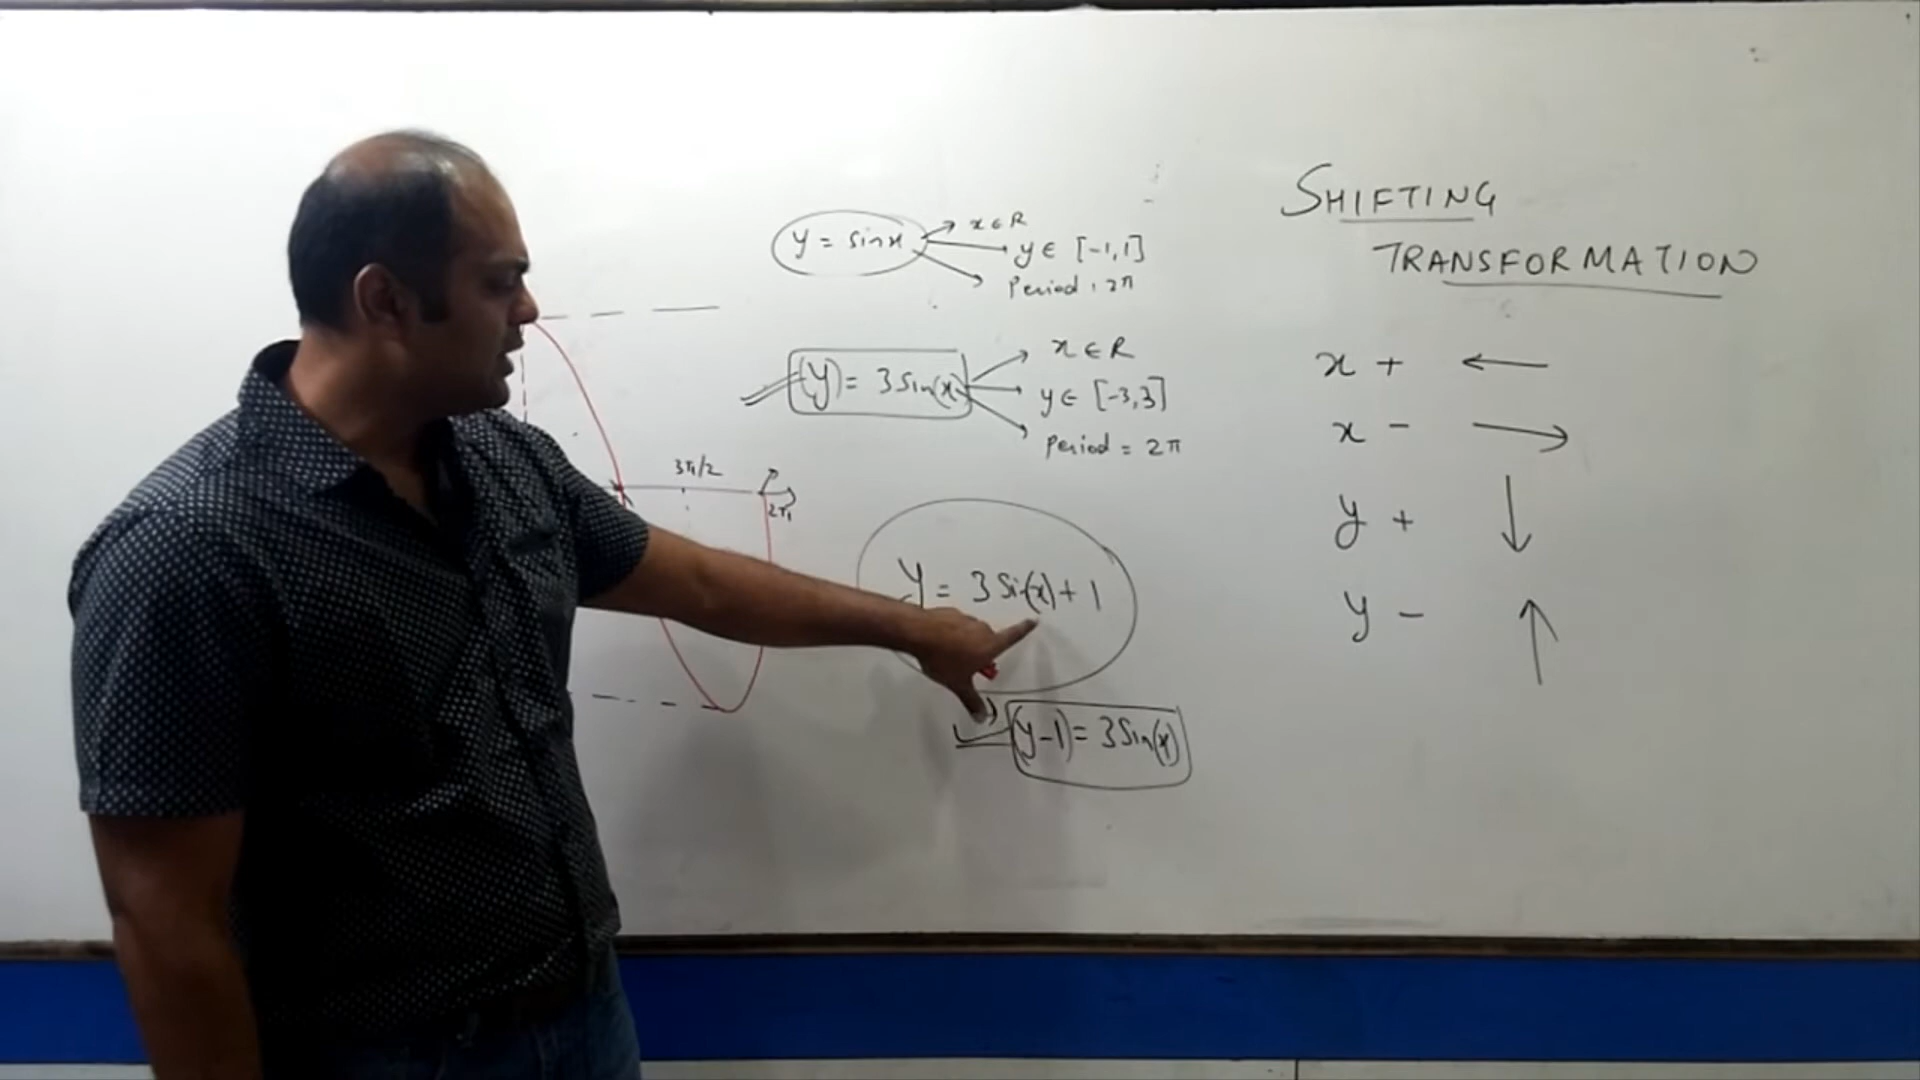 y = sinx
x ∈ R
y ∈ [-1,1]
Period : 2π
(y) = 3 Sin(x)
x ∈ R
y ∈ [-3,3]
Period = 2π
3π/2
2π
y = 3 Sin(x) + 1
(y-1) = 3 Sin(x)
SHIFTING
TRANSFORMATION
x + ←
x - →
y + ↓
y - ↑